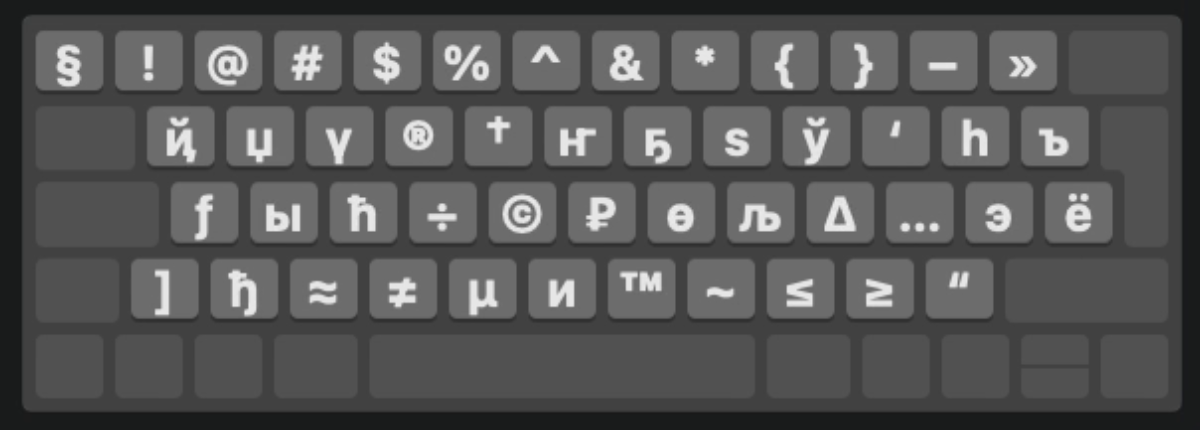 § ! @ # $ % ^ & * { } – »
ҋ џ γ ® † ҥ ҕ ѕ ў ‘ һ ъ
ƒ ы ћ ÷ © ₽ ө љ Δ … э ё
] ђ ≈ ≠ µ и ™ ~ ≤ ≥ “